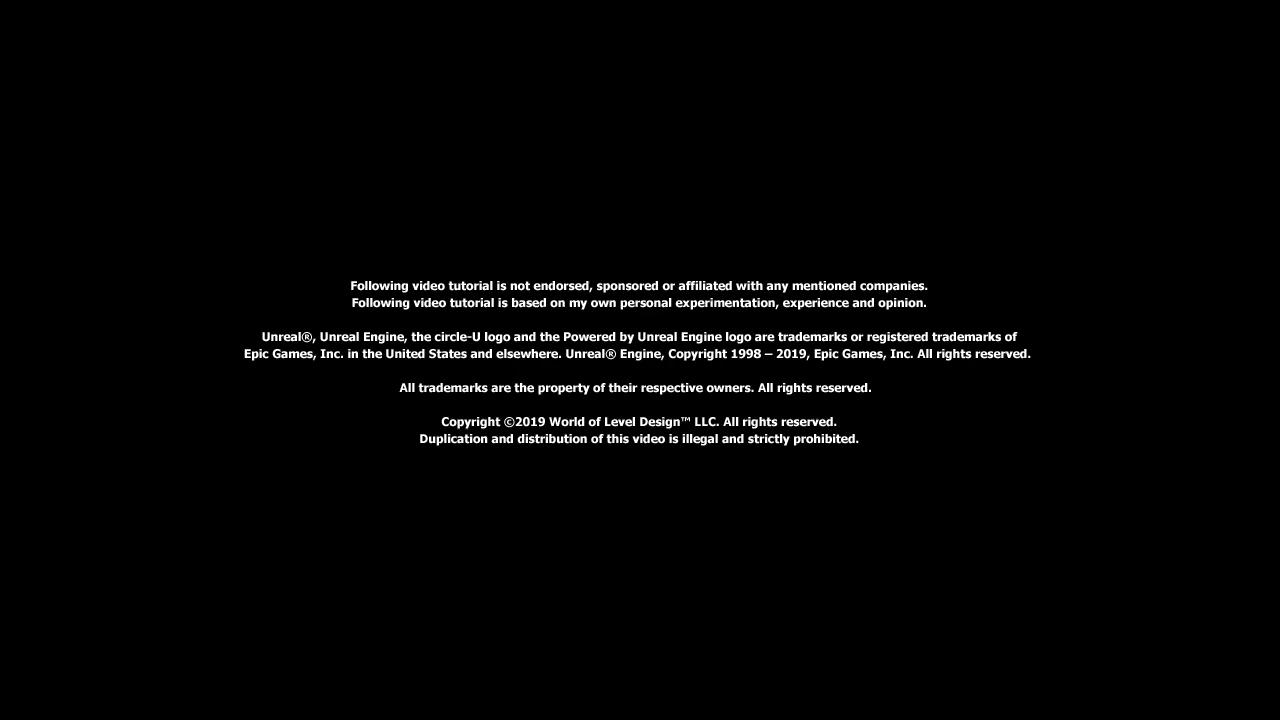 Following video tutorial is not endorsed, sponsored or affiliated with any mentioned companies.
Following video tutorial is based on my own personal experimentation, experience and opinion.
Unreal®, Unreal Engine, the circle-U logo and the Powered by Unreal Engine logo are trademarks or registered trademarks of
Epic Games, Inc. in the United States and elsewhere. Unreal® Engine, Copyright 1998 – 2019, Epic Games, Inc. All rights reserved.
All trademarks are the property of their respective owners. All rights reserved.
Copyright ©2019 World of Level Design™ LLC. All rights reserved.
Duplication and distribution of this video is illegal and strictly prohibited.